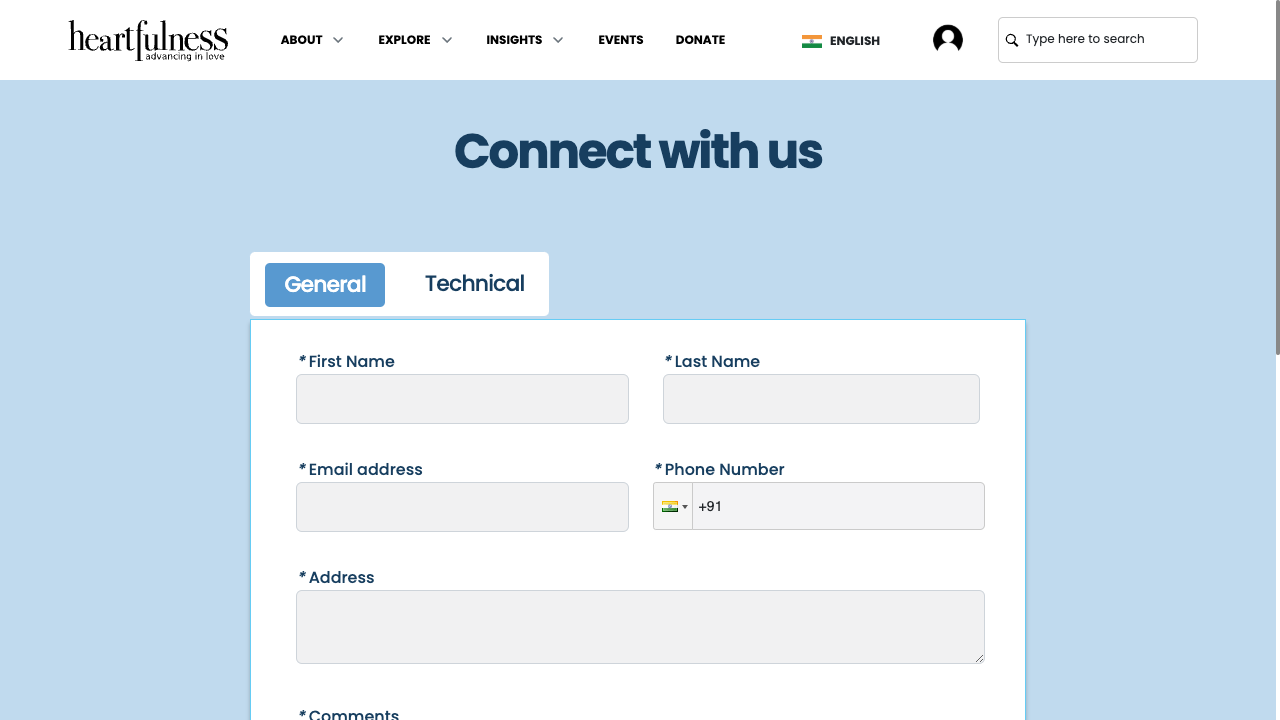 heartfulness
advancing in love
ABOUT
EXPLORE
INSIGHTS
EVENTS
DONATE
ENGLISH
Type here to search
Connect with us
General
Technical
* First Name
* Last Name
* Email address
* Phone Number
+91
* Address
* Comments